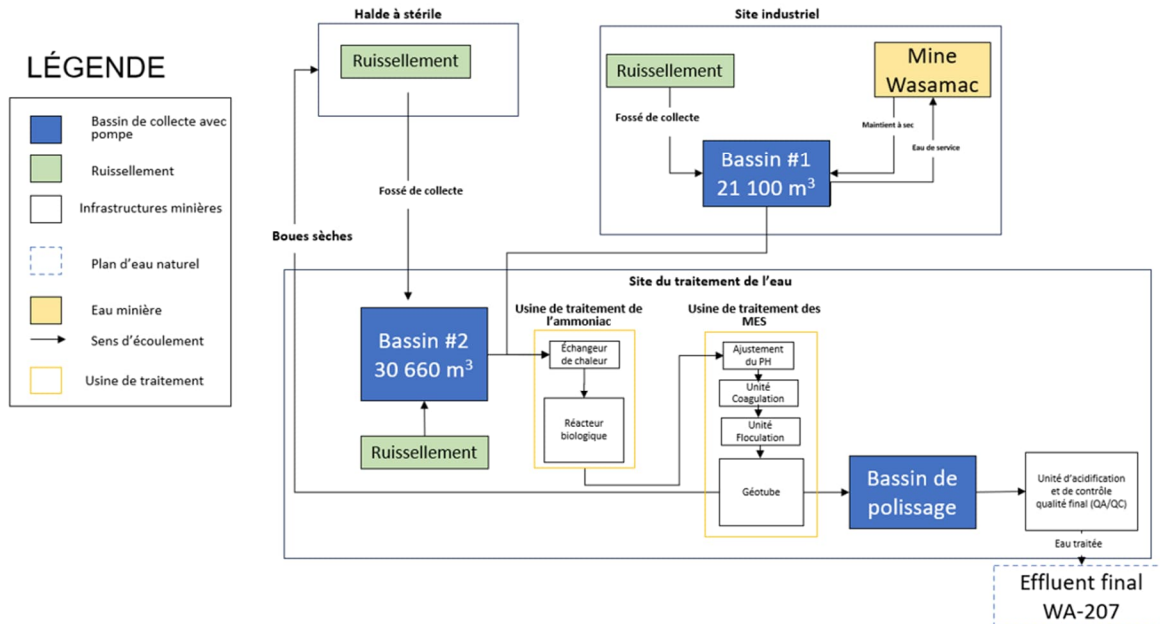 LÉGENDE
Bassin de collecte avec
pompe
Ruissellement
Infrastructures minières
Plan d'eau naturel
Eau minière
Sens d'écoulement
Usine de traitement
Halde à stérile
Ruissellement
Fossé de collecte
Boues sèches
Site industriel
Ruissellement
Fossé de collecte
Mine
Wasamac
Maintient à sec
Eau de service
Bassin #1
21 100 m³
Site du traitement de l'eau
Bassin #2
30 660 m³
Ruissellement
Usine de traitement de
l'ammoniac
Échangeur
de chaleur
Réacteur
biologique
Usine de traitement des
MES
Ajustement
du PH
Unité
Coagulation
Unité
Floculation
Géotube
Bassin de
polissage
Unité d'acidification
et de contrôle
qualité final (QA/QC)
Eau traitée
Effluent final
WA-207